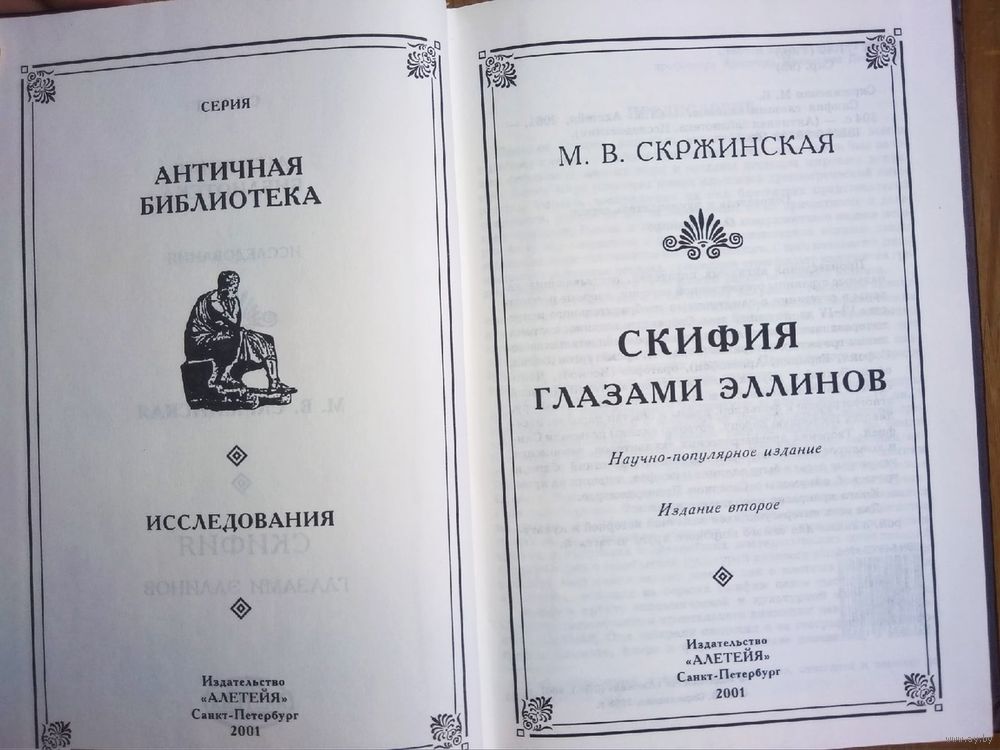 СЕРИЯ
АНТИЧНАЯ
БИБЛИОТЕКА
ИССЛЕДОВАНИЯ
Издательство
«АЛЕТЕЙЯ»
Санкт-Петербург
2001
М. В. СКРЖИНСКАЯ
СКИФИЯ
ГЛАЗАМИ ЭЛЛИНОВ
Научно-популярное издание
Издание второе
Издательство
«АЛЕТЕЙЯ»
Санкт-Петербург
2001